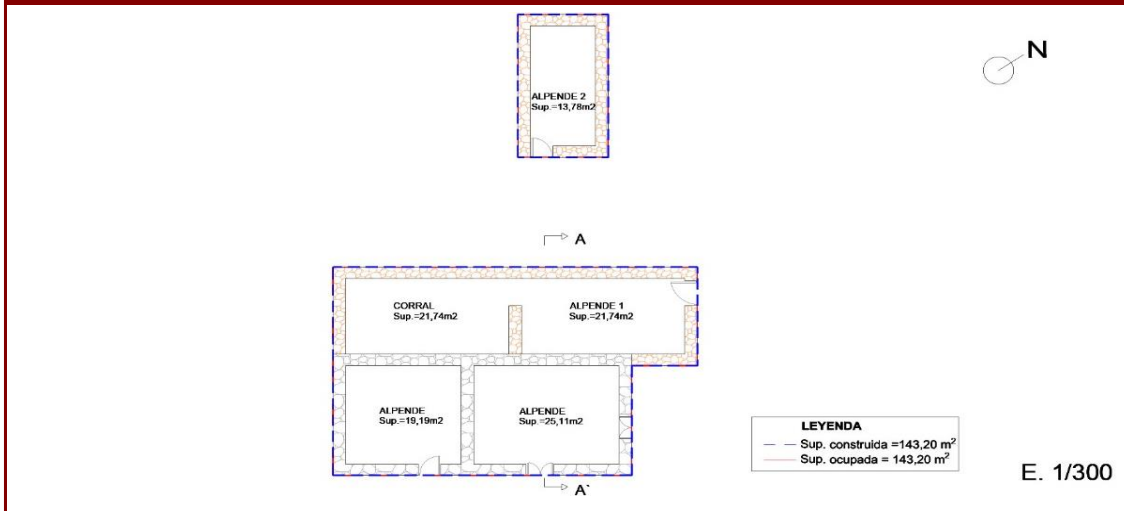 N
ALPENDE 2
Sup.=13,78m2
A
CORRAL
Sup.=21,74m2
ALPENDE 1
Sup.=21,74m2
ALPENDE
Sup.=19,19m2
ALPENDE
Sup.=25,11m2
A`
LEYENDA
Sup. construida =143,20 m²
Sup. ocupada = 143,20 m²
E. 1/300